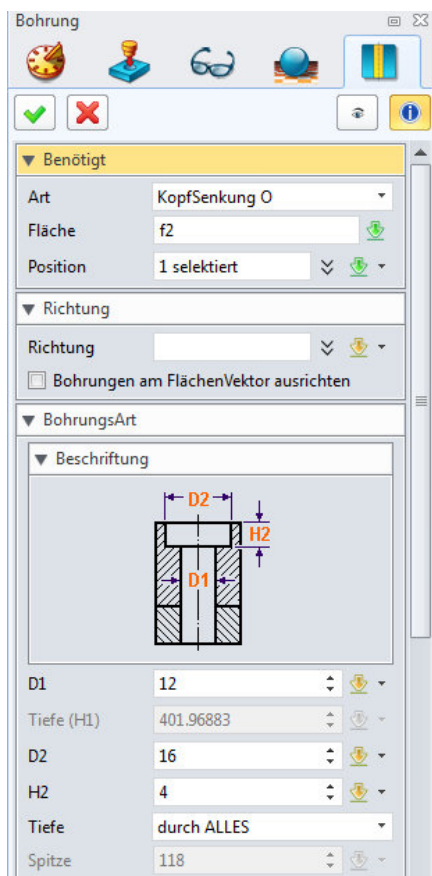 Bohrung
Benötigt
Art KopfSenkung O
Fläche f2
Position 1 selektiert
Richtung
Richtung
Bohrungen am FlächenVektor ausrichten
BohrungsArt
Beschriftung
D2
H2
D1
D1 12
Tiefe (H1) 401.96883
D2 16
H2 4
Tiefe durch ALLES
Spitze 118